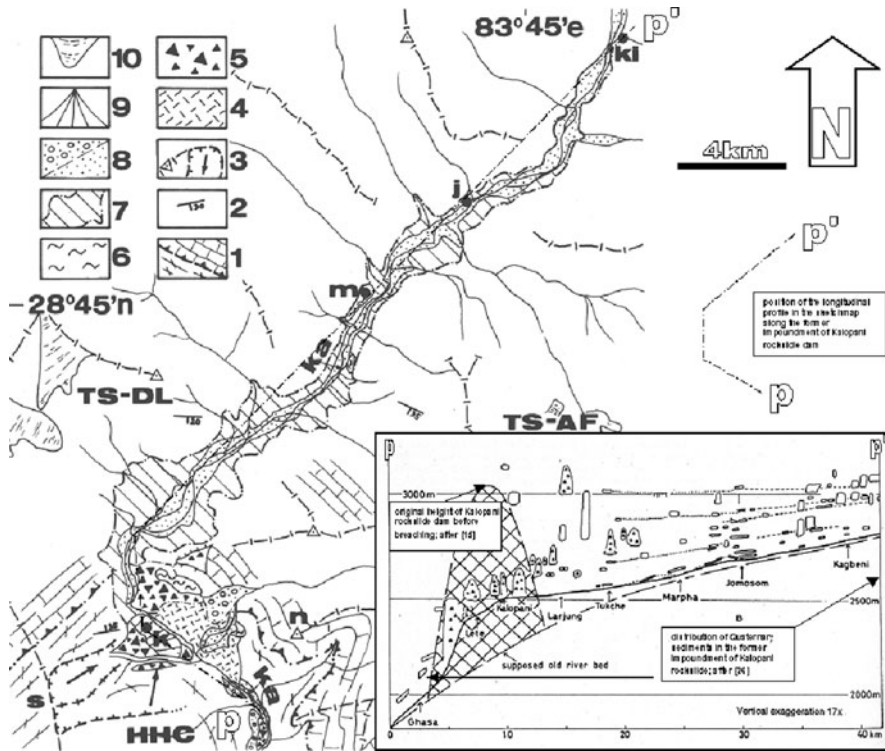 10
5
9
4
8
3
7
2
6
1
83°45'e
p'
ki
N
4km
j
m
28°45'n
ka
TS-DL
TS-AF
p'
position of the longitudinal
profile in the sketchmap
along the former
impoundment of Kalopani
rockslide dam
p
k
n
s
ka
HHC
p
p
p'
3000m
original height of Kalopani
rockslide dam before
breaching; after [15]
Kagbeni
Jomosom
Marpha
Tukche
Larjung
Kalopani
Lete
2500m
B
distribution of Quaternary
sediments in the former
impoundment of Kalopani
rockslide; after [26]
supposed old river bed
Ghasa
2000m
Vertical exaggeration 17x
0
5
10
20
30
40 km